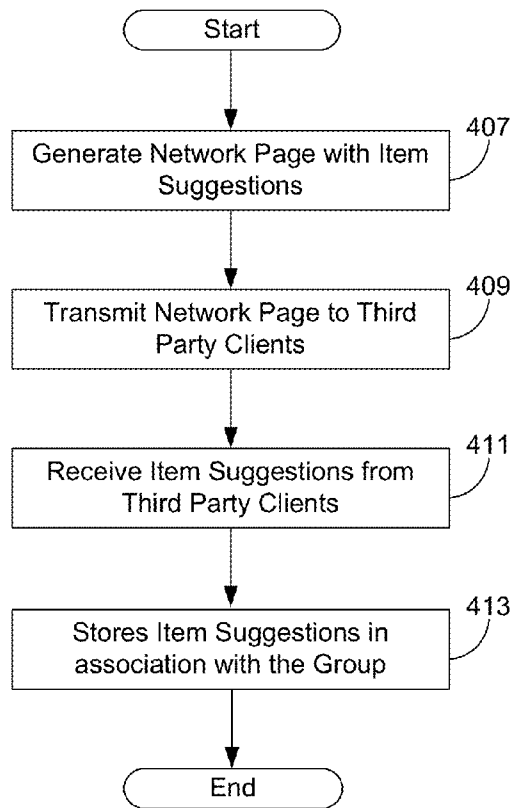 Start
407
Generate Network Page with Item
Suggestions
409
Transmit Network Page to Third
Party Clients
411
Receive Item Suggestions from
Third Party Clients
413
Stores Item Suggestions in
association with the Group
End